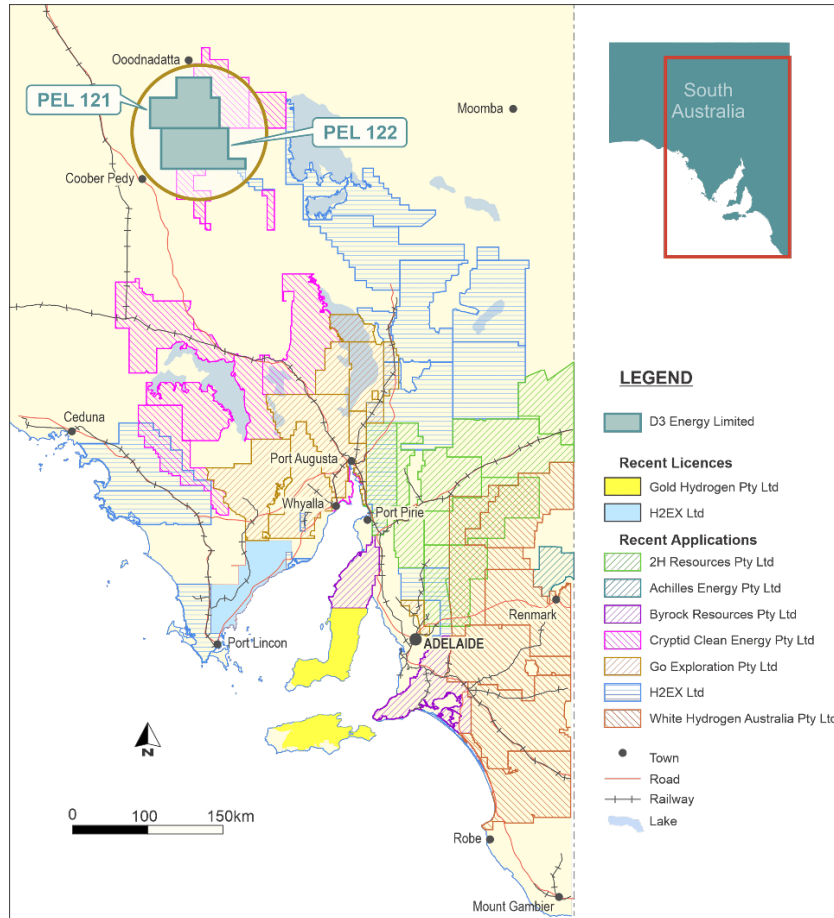 Ooodnadatta
PEL 121
PEL 122
Moomba
Coober Pedy
Ceduna
Port Augusta
Whyalla
Port Pirie
Renmark
ADELAIDE
Port Lincon
Robe
Mount Gambier
0 100 150km
South
Australia
LEGEND
D3 Energy Limited
Recent Licences
Gold Hydrogen Pty Ltd
H2EX Ltd
Recent Applications
2H Resources Pty Ltd
Achilles Energy Pty Ltd
Byrock Resources Pty Ltd
Cryptid Clean Energy Pty Ltd
Go Exploration Pty Ltd
H2EX Ltd
White Hydrogen Australia Pty Ltd
Town
Road
Railway
Lake
N